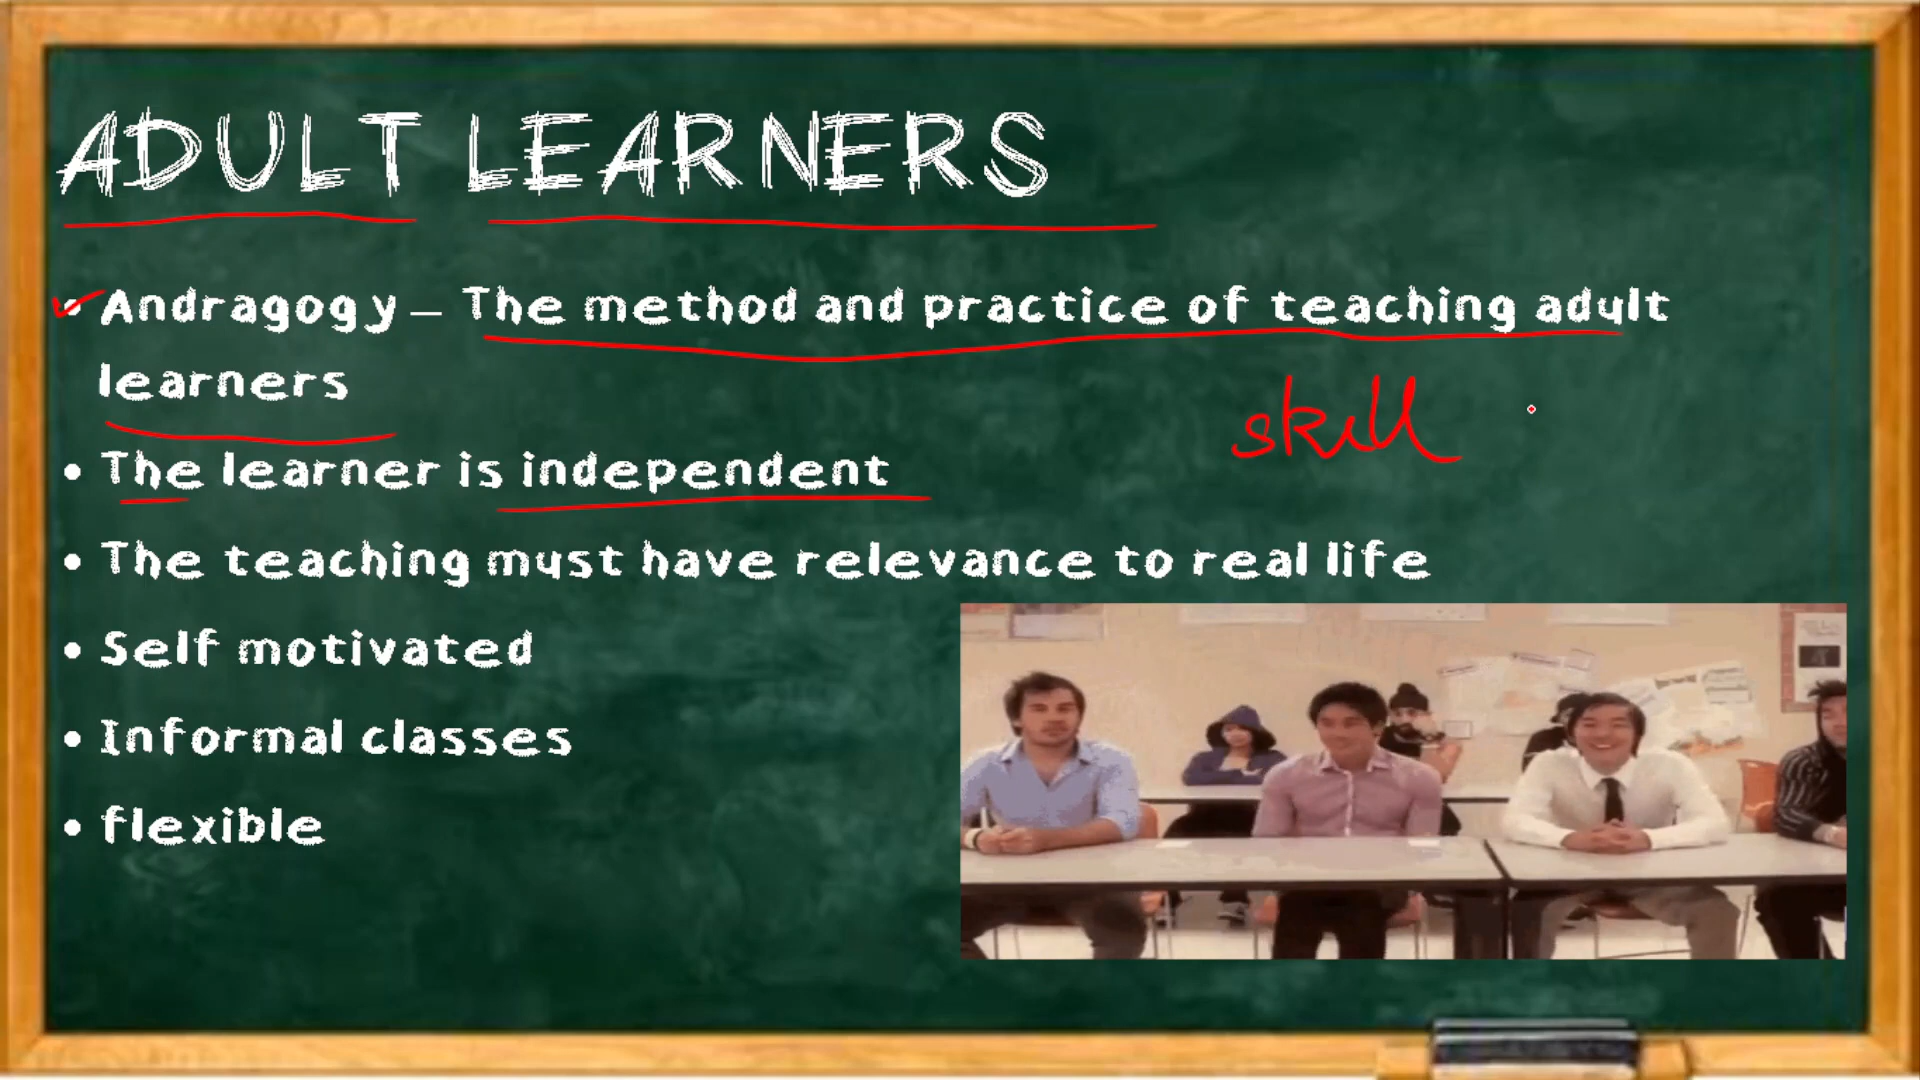 ADULT LEARNERS
• Andragogy – The method and practice of teaching adult
learners
skill
• The learner is independent
• The teaching must have relevance to real life
• Self motivated
• Informal classes
• flexible